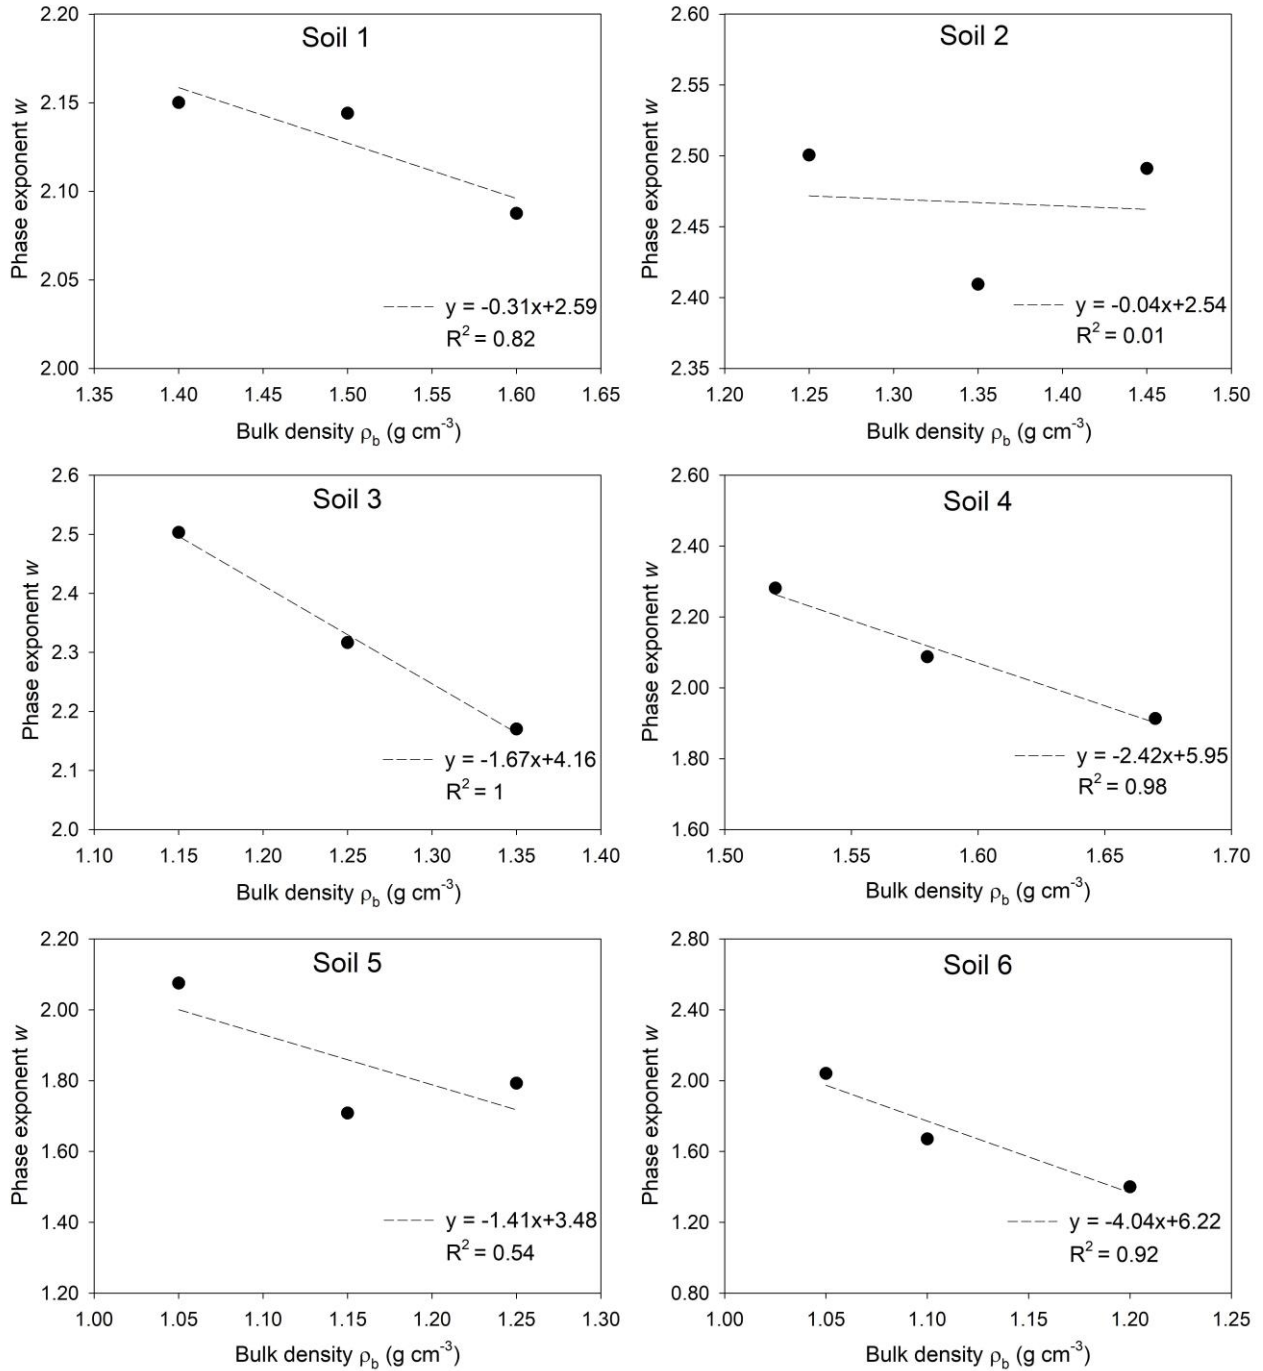 Soil 1
Phase exponent w
2.20
2.15
2.10
2.05
2.00
y = -0.31x+2.59
R² = 0.82
1.35 1.40 1.45 1.50 1.55 1.60 1.65
Bulk density ρb (g cm⁻³)
Soil 2
Phase exponent w
2.60
2.55
2.50
2.45
2.40
2.35
y = -0.04x+2.54
R² = 0.01
1.20 1.25 1.30 1.35 1.40 1.45 1.50
Bulk density ρb (g cm⁻³)
Soil 3
Phase exponent w
2.6
2.5
2.4
2.3
2.2
2.1
2.0
y = -1.67x+4.16
R² = 1
1.10 1.15 1.20 1.25 1.30 1.35 1.40
Bulk density ρb (g cm⁻³)
Soil 4
Phase exponent w
2.60
2.40
2.20
2.00
1.80
1.60
y = -2.42x+5.95
R² = 0.98
1.50 1.55 1.60 1.65 1.70
Bulk density ρb (g cm⁻³)
Soil 5
Phase exponent w
2.20
2.00
1.80
1.60
1.40
1.20
y = -1.41x+3.48
R² = 0.54
1.00 1.05 1.10 1.15 1.20 1.25 1.30
Bulk density ρb (g cm⁻³)
Soil 6
Phase exponent w
2.80
2.40
2.00
1.60
1.20
0.80
y = -4.04x+6.22
R² = 0.92
1.00 1.05 1.10 1.15 1.20 1.25
Bulk density ρb (g cm⁻³)